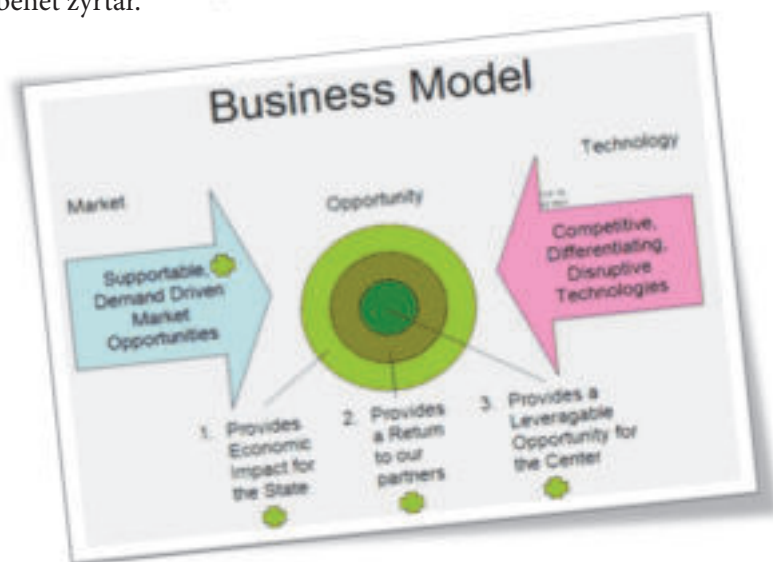 bëhet zyrtar.
Business Model
Market
Supportable,
Demand Driven
Market
Opportunities
Opportunity
Technology
Competitive,
Differentiating,
Disruptive
Technologies
1. Provides
Economic
Impact for
the State
2. Provides
a Return
to our
partners
3. Provides a
Leveragable
Opportunity for
the Center